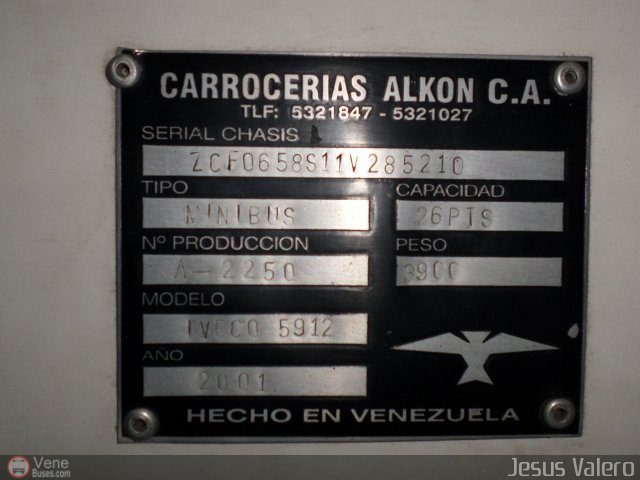 CARROCERIAS ALKON C.A.
TLF: 5321847 - 5321027
SERIAL CHASIS
ZCF0658S11V285210
TIPO CAPACIDAD
MINIBUS 26PTS
Nº PRODUCCION PESO
A-2250 3900
MODELO
IVECO 5912
AÑO
2001
HECHO EN VENEZUELA
Vene
Buses.com
Jesus Valero